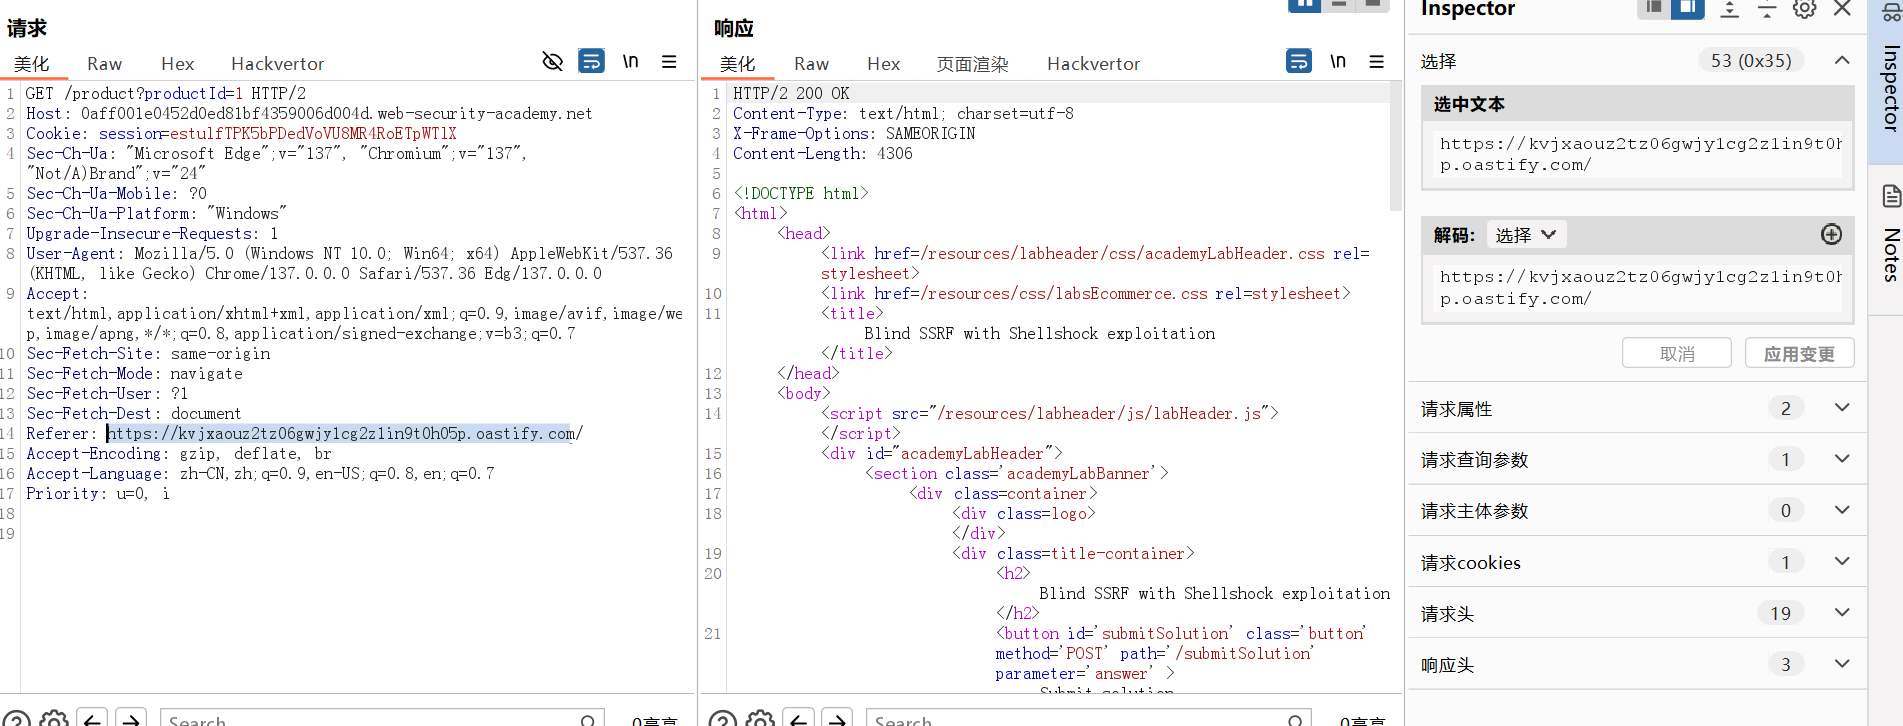 请求
美化 Raw Hex Hackvertor \n
1 GET /product?productId=1 HTTP/2
2 Host: 0aff001e0452d0ed81bf4359006d004d.web-security-academy.net
3 Cookie: session=estulfTPK5bPDedVoVU8MR4RoETpWTlX
4 Sec-Ch-Ua: "Microsoft Edge";v="137", "Chromium";v="137",
"Not/A)Brand";v="24"
5 Sec-Ch-Ua-Mobile: ?0
6 Sec-Ch-Ua-Platform: "Windows"
7 Upgrade-Insecure-Requests: 1
8 User-Agent: Mozilla/5.0 (Windows NT 10.0; Win64; x64) AppleWebKit/537.36
(KHTML, like Gecko) Chrome/137.0.0.0 Safari/537.36 Edg/137.0.0.0
9 Accept:
text/html,application/xhtml+xml,application/xml;q=0.9,image/avif,image/we
p,image/apng,*/*;q=0.8,application/signed-exchange;v=b3;q=0.7
10 Sec-Fetch-Site: same-origin
11 Sec-Fetch-Mode: navigate
12 Sec-Fetch-User: ?1
13 Sec-Fetch-Dest: document
14 Referer: https://kvjxaouz2tz06gwjy1cg2z1in9t0h05p.oastify.com/
15 Accept-Encoding: gzip, deflate, br
16 Accept-Language: zh-CN,zh;q=0.9,en-US;q=0.8,en;q=0.7
17 Priority: u=0, i
18
19
Search 0高亮
响应
美化 Raw Hex 页面渲染 Hackvertor \n
1 HTTP/2 200 OK
2 Content-Type: text/html; charset=utf-8
3 X-Frame-Options: SAMEORIGIN
4 Content-Length: 4306
5
6 <!DOCTYPE html>
7 <html>
8 <head>
9 <link href=/resources/labheader/css/academyLabHeader.css rel=
stylesheet>
10 <link href=/resources/css/labsEcommerce.css rel=stylesheet>
11 <title>
Blind SSRF with Shellshock exploitation
</title>
12 </head>
13 <body>
14 <script src="/resources/labheader/js/labHeader.js">
</script>
15 <div id="academyLabHeader">
16 <section class='academyLabBanner'>
17 <div class=container>
18 <div class=logo>
</div>
19 <div class=title-container>
20 <h2>
Blind SSRF with Shellshock exploitation
</h2>
21 <button id='submitSolution' class='button'
method='POST' path='/submitSolution'
parameter='answer' >
Submit solution
Search 0高亮
Inspector
选择 53 (0x35)
选中文本
https://kvjxaouz2tz06gwjy1cg2z1in9t0h
p.oastify.com/
解码: 选择
https://kvjxaouz2tz06gwjy1cg2z1in9t0h
p.oastify.com/
取消 应用变更
请求属性 2
请求查询参数 1
请求主体参数 0
请求cookies 1
请求头 19
响应头 3
Inspector
Notes